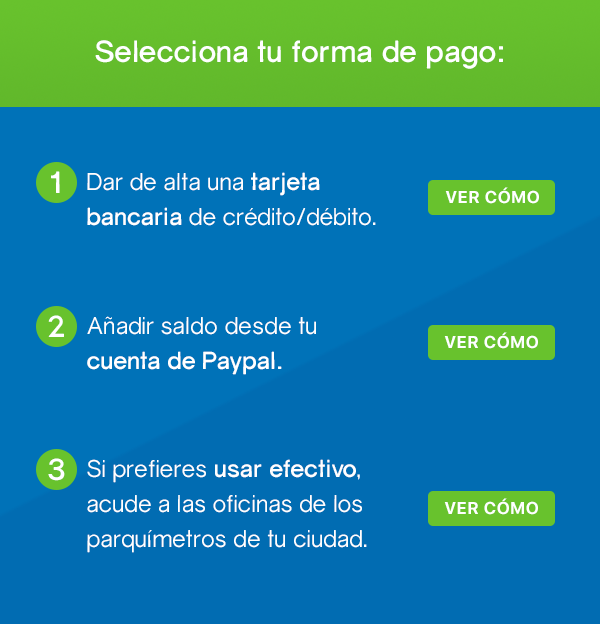 Selecciona tu forma de pago:
1 Dar de alta una tarjeta
bancaria de crédito/débito.
VER CÓMO
2 Añadir saldo desde tu
cuenta de Paypal.
VER CÓMO
3 Si prefieres usar efectivo,
acude a las oficinas de los
parquímetros de tu ciudad.
VER CÓMO